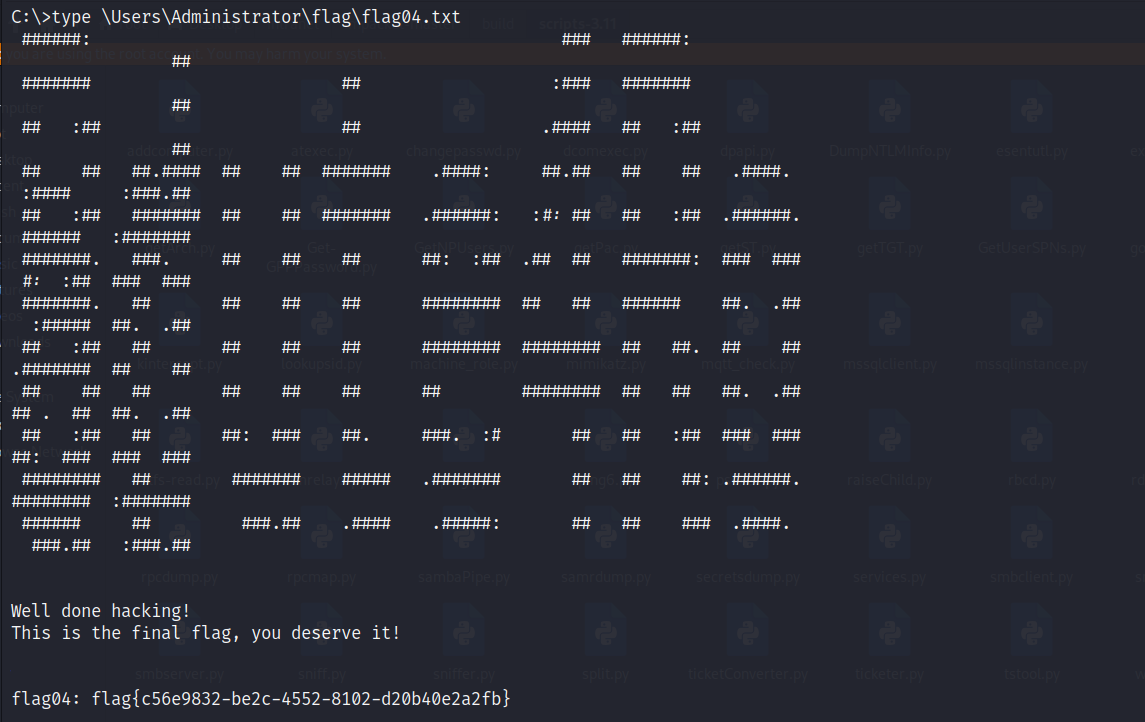 C:\>type \Users\Administrator\flag\flag04.txt
 ######:                                               ###   ######:
                ##
 #######                         ##                   :###   #######
                ##
 ##   :##                        ##                  .####   ##   :##
                ##
 ##    ##   ##.####  ##    ##  #######    .####:     ##.##   ##    ##   .####.
 :####     :###.##
 ##   :##   #######  ##    ##  #######   .######:   :#: ##   ##   :##  .######.
 ######   :#######
 #######.   ###.     ##    ##    ##      ##:  :##  .##  ##   #######:  ###  ###
 #:  :##  ###  ###
 #######.   ##       ##    ##    ##      ########  ##   ##   ######    ##.  .##
  :#####  ##.  .##
 ##   :##   ##       ##    ##    ##      ########  ########  ##   ##.  ##    ##
.#######  ##    ##
 ##    ##   ##       ##    ##    ##      ##        ########  ##   ##   ##.  .##
## .  ##  ##.  .##
 ##   :##   ##       ##:  ###    ##.     ###.  :#       ##   ##   :##  ###  ###
##:  ###  ###  ###
 ########   ##        #######    #####   .#######       ##   ##    ##: .######.
########  :#######
 ######     ##         ###.##    .####    .#####:       ##   ##    ###  .####.
  ###.##   :###.##
Well done hacking!
This is the final flag, you deserve it!
flag04: flag{c56e9832-be2c-4552-8102-d20b40e2a2fb}